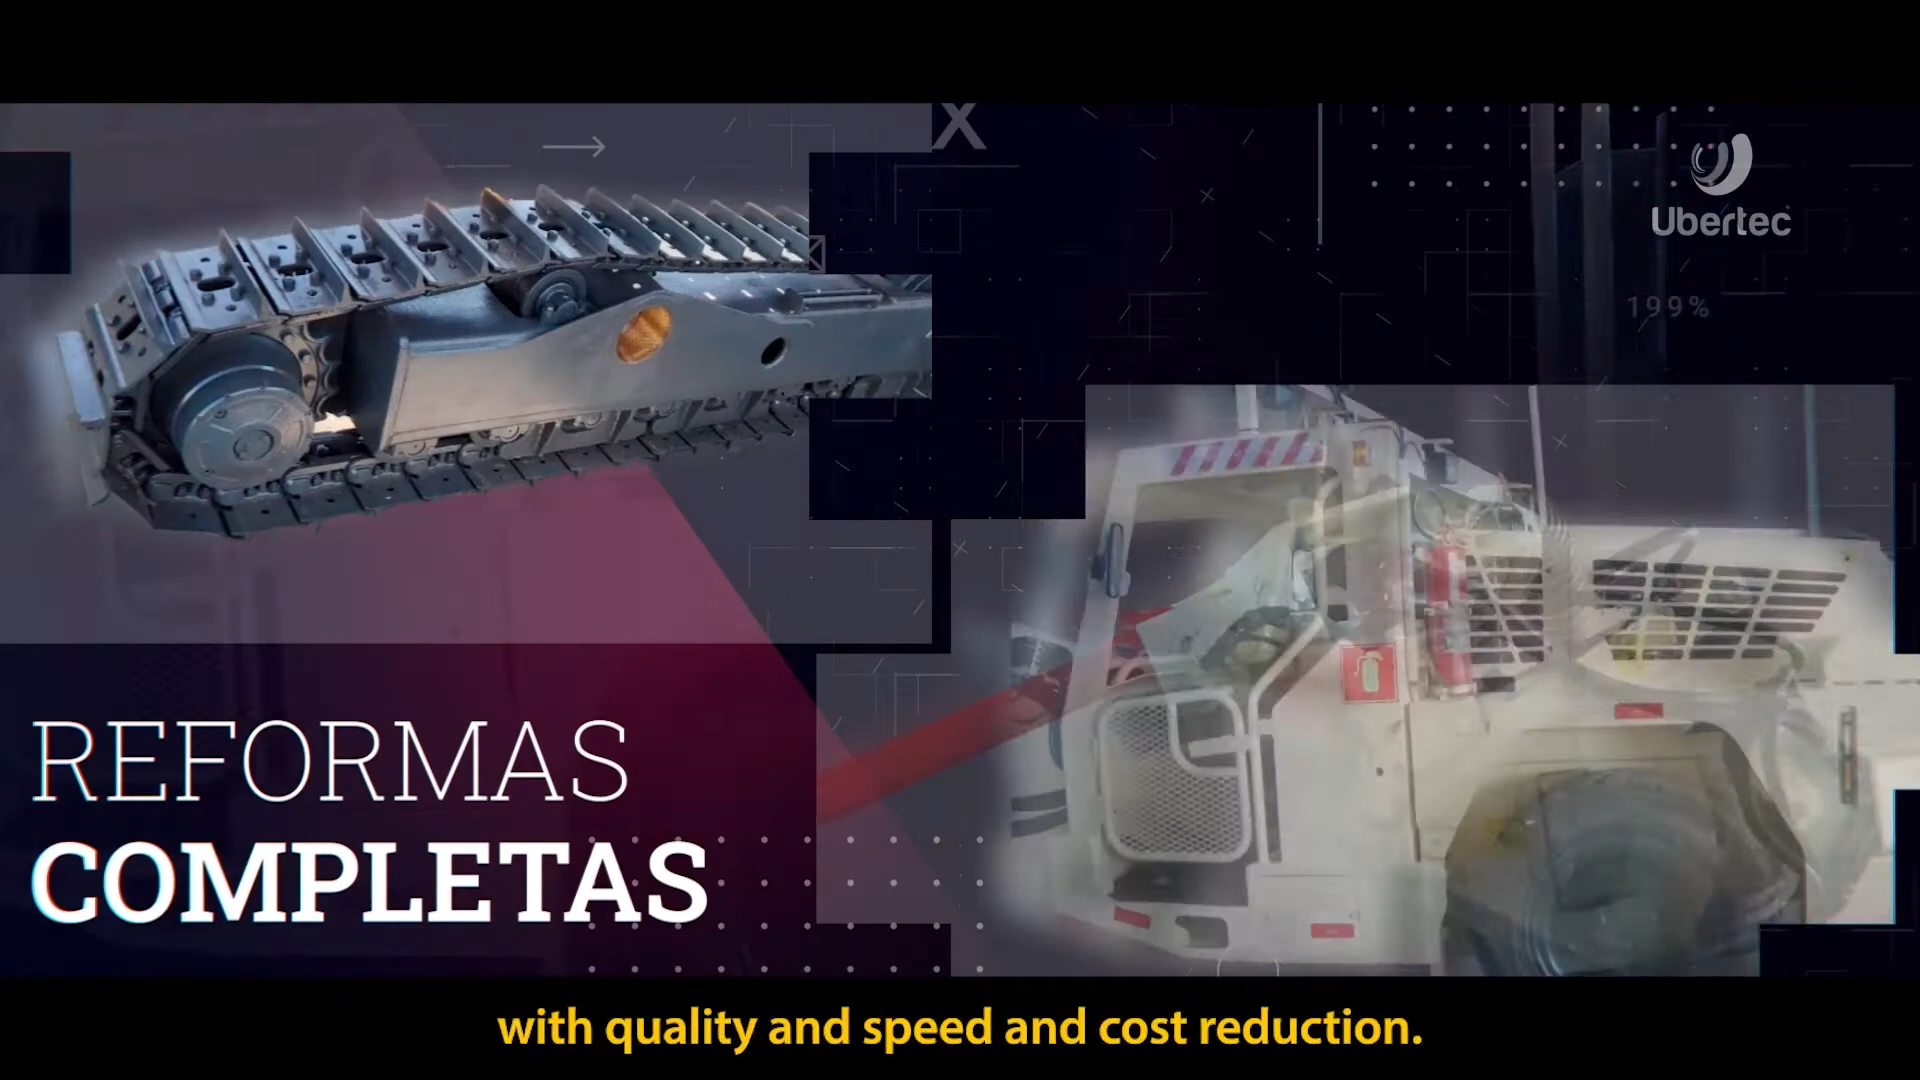 X
Ubertec
199%
REFORMAS
COMPLETAS
with quality and speed and cost reduction.